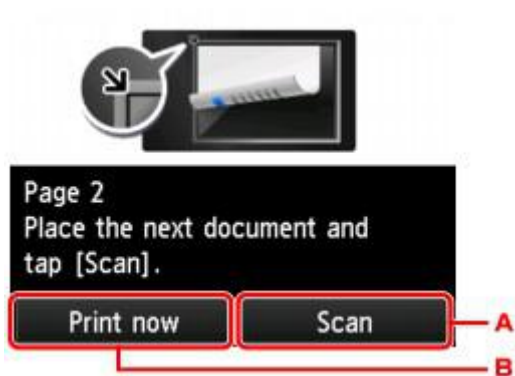 Page 2
Place the next document and
tap [Scan].
Print now
Scan
A
B